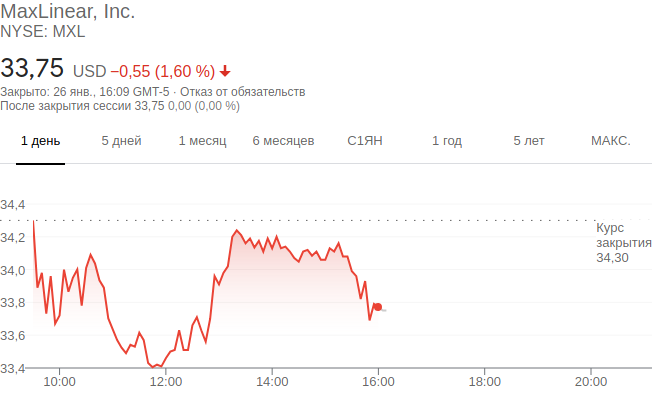 MaxLinear, Inc.
NYSE: MXL
33,75 USD −0,55 (1,60 %)
Закрыто: 26 янв., 16:09 GMT-5 · Отказ от обязательств
После закрытия сессии 33,75 0,00 (0,00 %)
1 день 5 дней 1 месяц 6 месяцев С1ЯН 1 год 5 лет МАКС.
34,4
34,2
34,0
33,8
33,6
33,4
Курс
закрытия
34,30
10:00 12:00 14:00 16:00 18:00 20:00